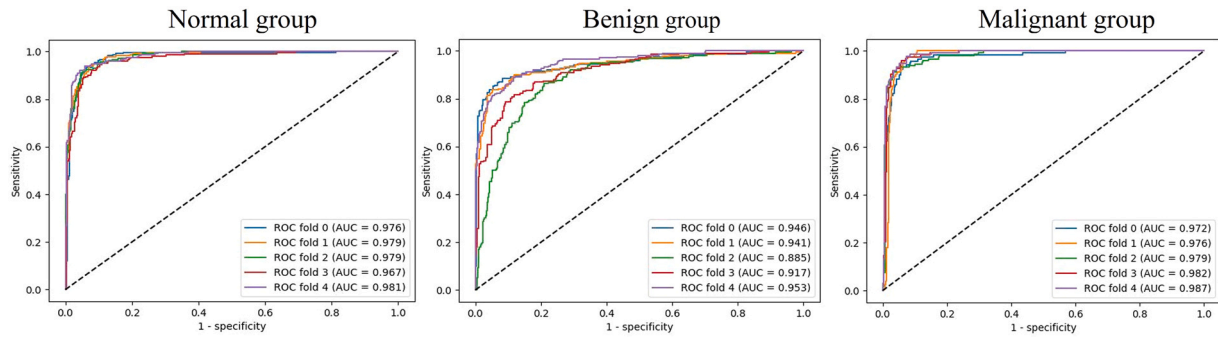 Normal group
Benign group
Malignant group
1.0
0.8
0.6
0.4
0.2
0.0
Sensitivity
ROC fold 0 (AUC = 0.976)
ROC fold 1 (AUC = 0.979)
ROC fold 2 (AUC = 0.979)
ROC fold 3 (AUC = 0.967)
ROC fold 4 (AUC = 0.981)
0.0 0.2 0.4 0.6 0.8 1.0
1 - specificity
1.0
0.8
0.6
0.4
0.2
0.0
Sensitivity
ROC fold 0 (AUC = 0.946)
ROC fold 1 (AUC = 0.941)
ROC fold 2 (AUC = 0.885)
ROC fold 3 (AUC = 0.917)
ROC fold 4 (AUC = 0.953)
0.0 0.2 0.4 0.6 0.8 1.0
1 - specificity
1.0
0.8
0.6
0.4
0.2
0.0
Sensitivity
ROC fold 0 (AUC = 0.972)
ROC fold 1 (AUC = 0.976)
ROC fold 2 (AUC = 0.979)
ROC fold 3 (AUC = 0.982)
ROC fold 4 (AUC = 0.987)
0.0 0.2 0.4 0.6 0.8 1.0
1 - specificity